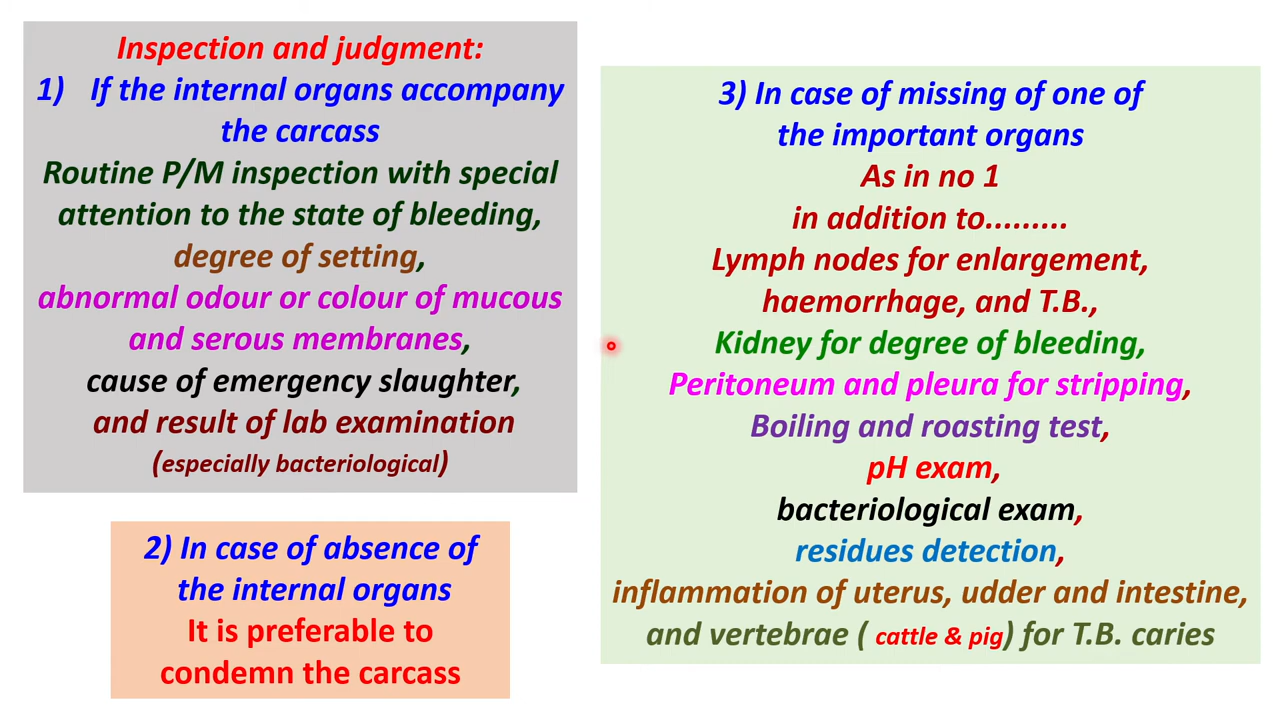 Inspection and judgment:
1) If the internal organs accompany
the carcass
Routine P/M inspection with special
attention to the state of bleeding,
degree of setting,
abnormal odour or colour of mucous
and serous membranes,
cause of emergency slaughter,
and result of lab examination
(especially bacteriological)
2) In case of absence of
the internal organs
It is preferable to
condemn the carcass
3) In case of missing of one of
the important organs
As in no 1
in addition to.........
Lymph nodes for enlargement,
haemorrhage, and T.B.,
Kidney for degree of bleeding,
Peritoneum and pleura for stripping,
Boiling and roasting test,
pH exam,
bacteriological exam,
residues detection,
inflammation of uterus, udder and intestine,
and vertebrae ( cattle & pig) for T.B. caries